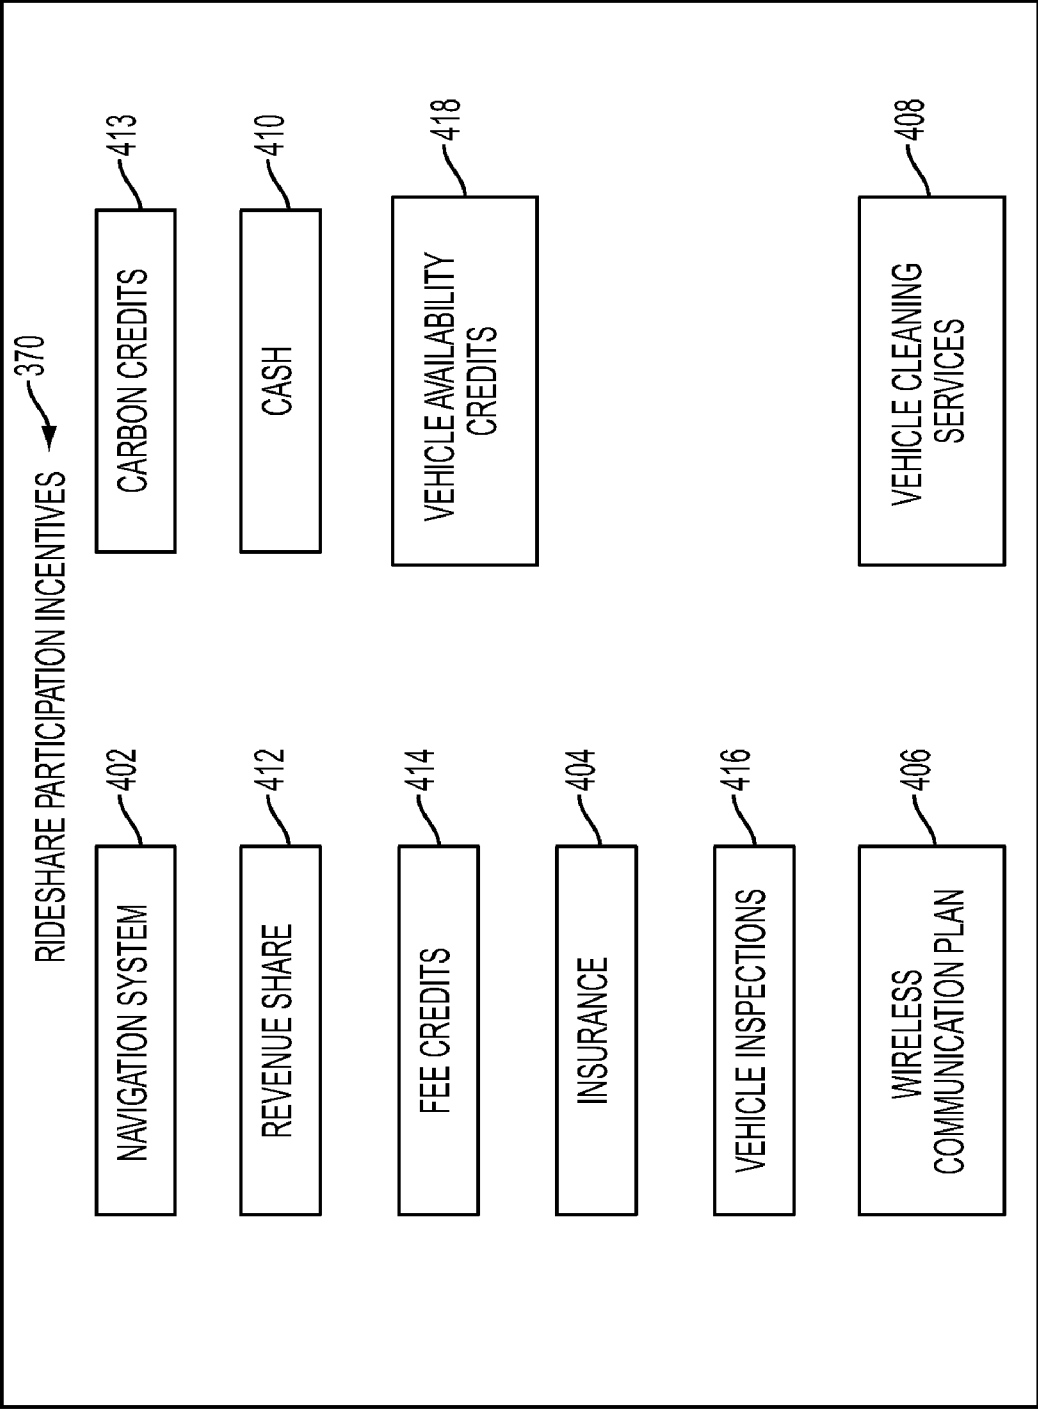 RIDESHARE PARTICIPATION INCENTIVES
370
NAVIGATION SYSTEM
402
REVENUE SHARE
412
FEE CREDITS
414
INSURANCE
404
VEHICLE INSPECTIONS
416
WIRELESS
COMMUNICATION PLAN
406
CARBON CREDITS
413
CASH
410
VEHICLE AVAILABILITY
CREDITS
418
VEHICLE CLEANING
SERVICES
408